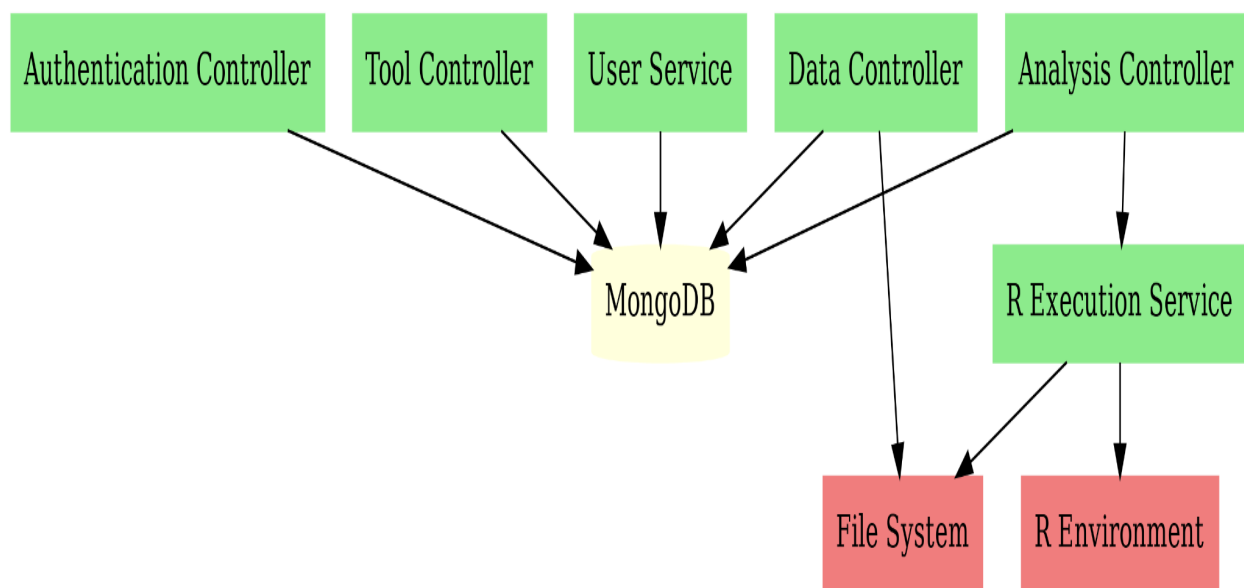 Authentication Controller
Tool Controller
User Service
Data Controller
Analysis Controller
MongoDB
R Execution Service
File System
R Environment